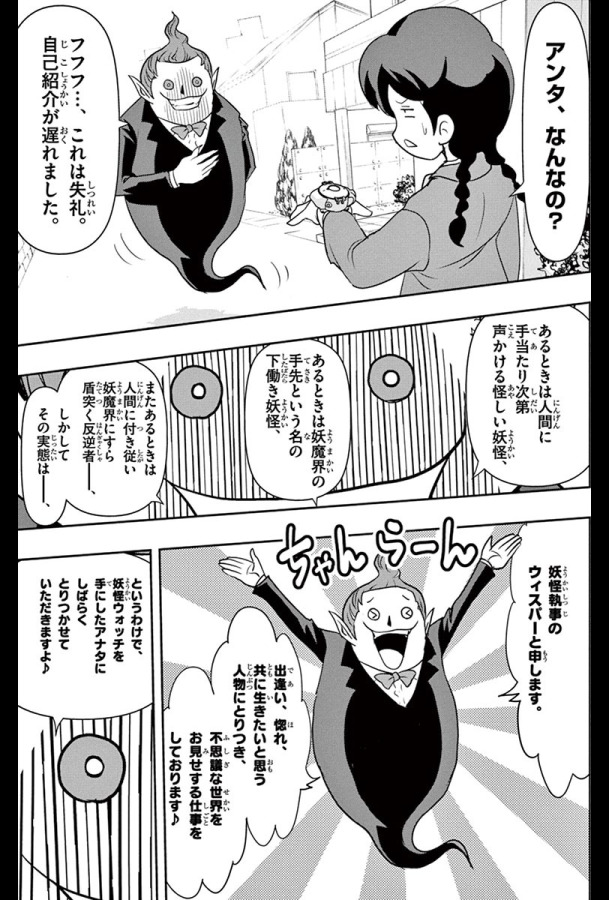 アンタ、なんなの？
フフフ…、これは失礼。
自己紹介が遅れました。
あるときは人間に
手当たり次第
声かける怪しい妖怪、
あるときは妖魔界の
手先という名の
下働き妖怪、
またあるときは
人間に付き従い
妖魔界にすら
盾突く反逆者――、
しかして
その実態は――、
ちゃんらーん
妖怪執事の
ウィスパーと申します。
出逢い、惚れ、
共に生きたいと思う
人物にとりつき、
不思議な世界を
お見せする仕事を
しております♪
というわけで、
妖怪ウォッチを
手にしたアナタに
しばらく
とりつかせて
いただきますよ♪